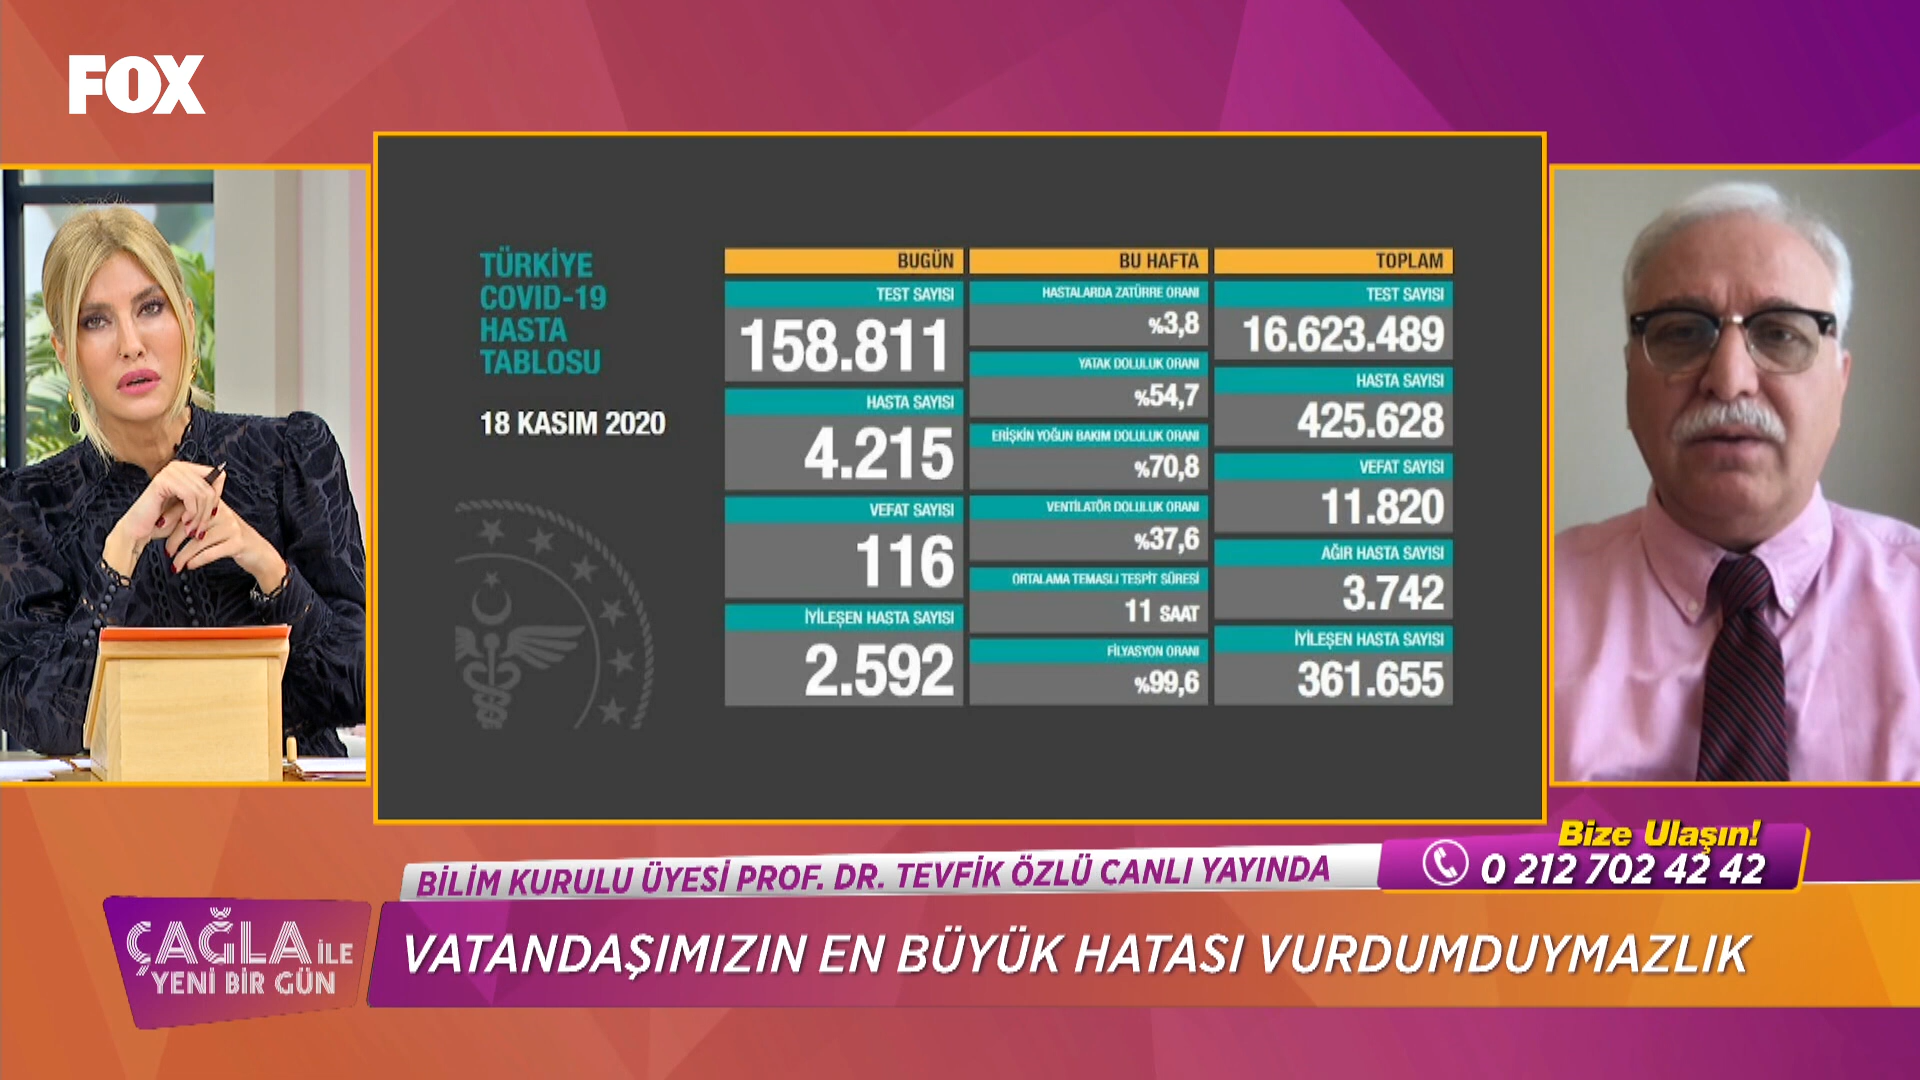 FOX
TÜRKİYE
COVID-19
HASTA
TABLOSU
18 KASIM 2020
BUGÜN
TEST SAYISI
158.811
HASTA SAYISI
4.215
VEFAT SAYISI
116
İYİLEŞEN HASTA SAYISI
2.592
BU HAFTA
HASTALARDA ZATÜRRE ORANI
%3,8
YATAK DOLULUK ORANI
%54,7
ERİŞKİN YOĞUN BAKIM DOLULUK ORANI
%70,8
VENTİLATÖR DOLULUK ORANI
%37,6
ORTALAMA TEMASLI TESPİT SÜRESİ
11 SAAT
FİLYASYON ORANI
%99,6
TOPLAM
TEST SAYISI
16.623.489
HASTA SAYISI
425.628
VEFAT SAYISI
11.820
AĞIR HASTA SAYISI
3.742
İYİLEŞEN HASTA SAYISI
361.655
Bize Ulaşın!
0 212 702 42 42
BİLİM KURULU ÜYESİ PROF. DR. TEVFİK ÖZLÜ CANLI YAYINDA
ÇAĞLA İLE
YENİ BİR GÜN
VATANDAŞIMIZIN EN BÜYÜK HATASI VURDUMDUYMAZLIK